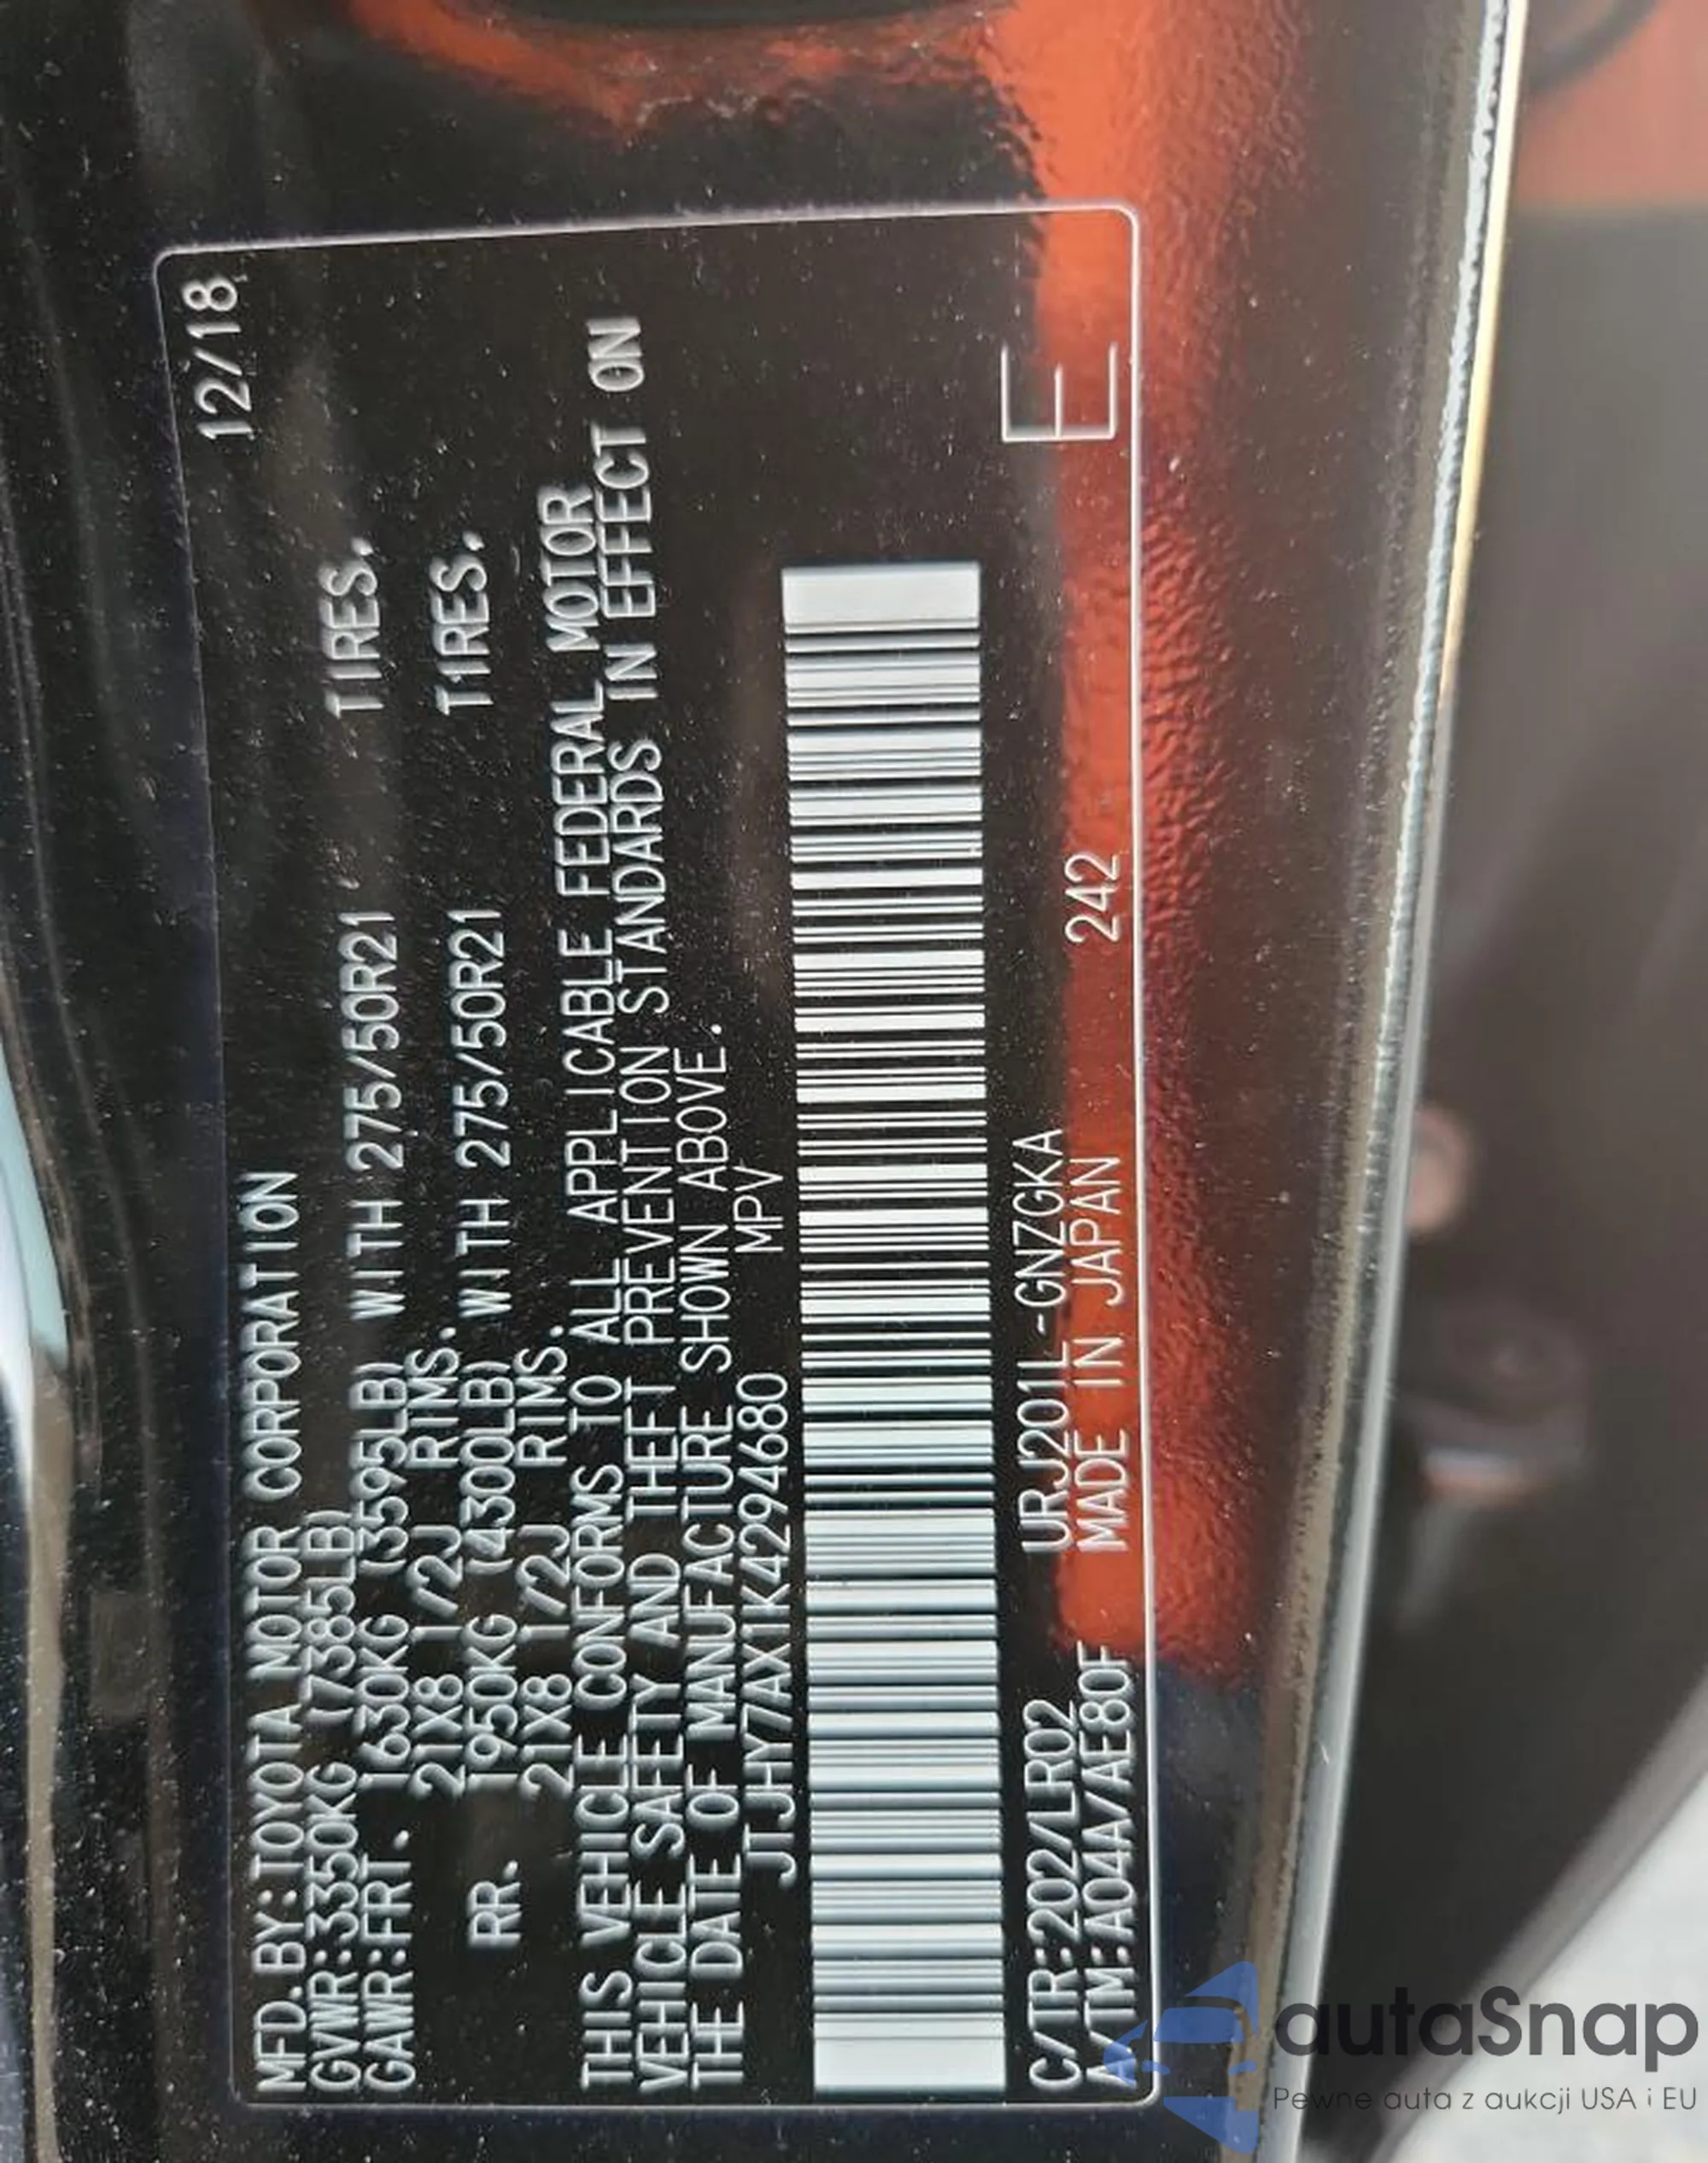 MFD.BY:TOYOTA MOTOR CORPORATION 12/18
GVWR:3350KG (7385LB)
GAWR:FRT. 1630KG (3595LB) WITH 275/50R21 TIRES.
21X8 1/2J RIMS.
RR. 1950KG (4300LB) WITH 275/50R21 TIRES.
21X8 1/2J RIMS.
THIS VEHICLE CONFORMS TO ALL APPLICABLE FEDERAL MOTOR
VEHICLE SAFETY AND THEFT PREVENTION STANDARDS IN EFFECT ON
THE DATE OF MANUFACTURE SHOWN ABOVE.
JTJHY7AX1K4294680 MPV
C/TR:202/LR02 URJ201L-GNZGKA
A/TM:A04A/AE80F MADE IN JAPAN 242 E
autaSnap
Pewne auta z aukcji USA i EU